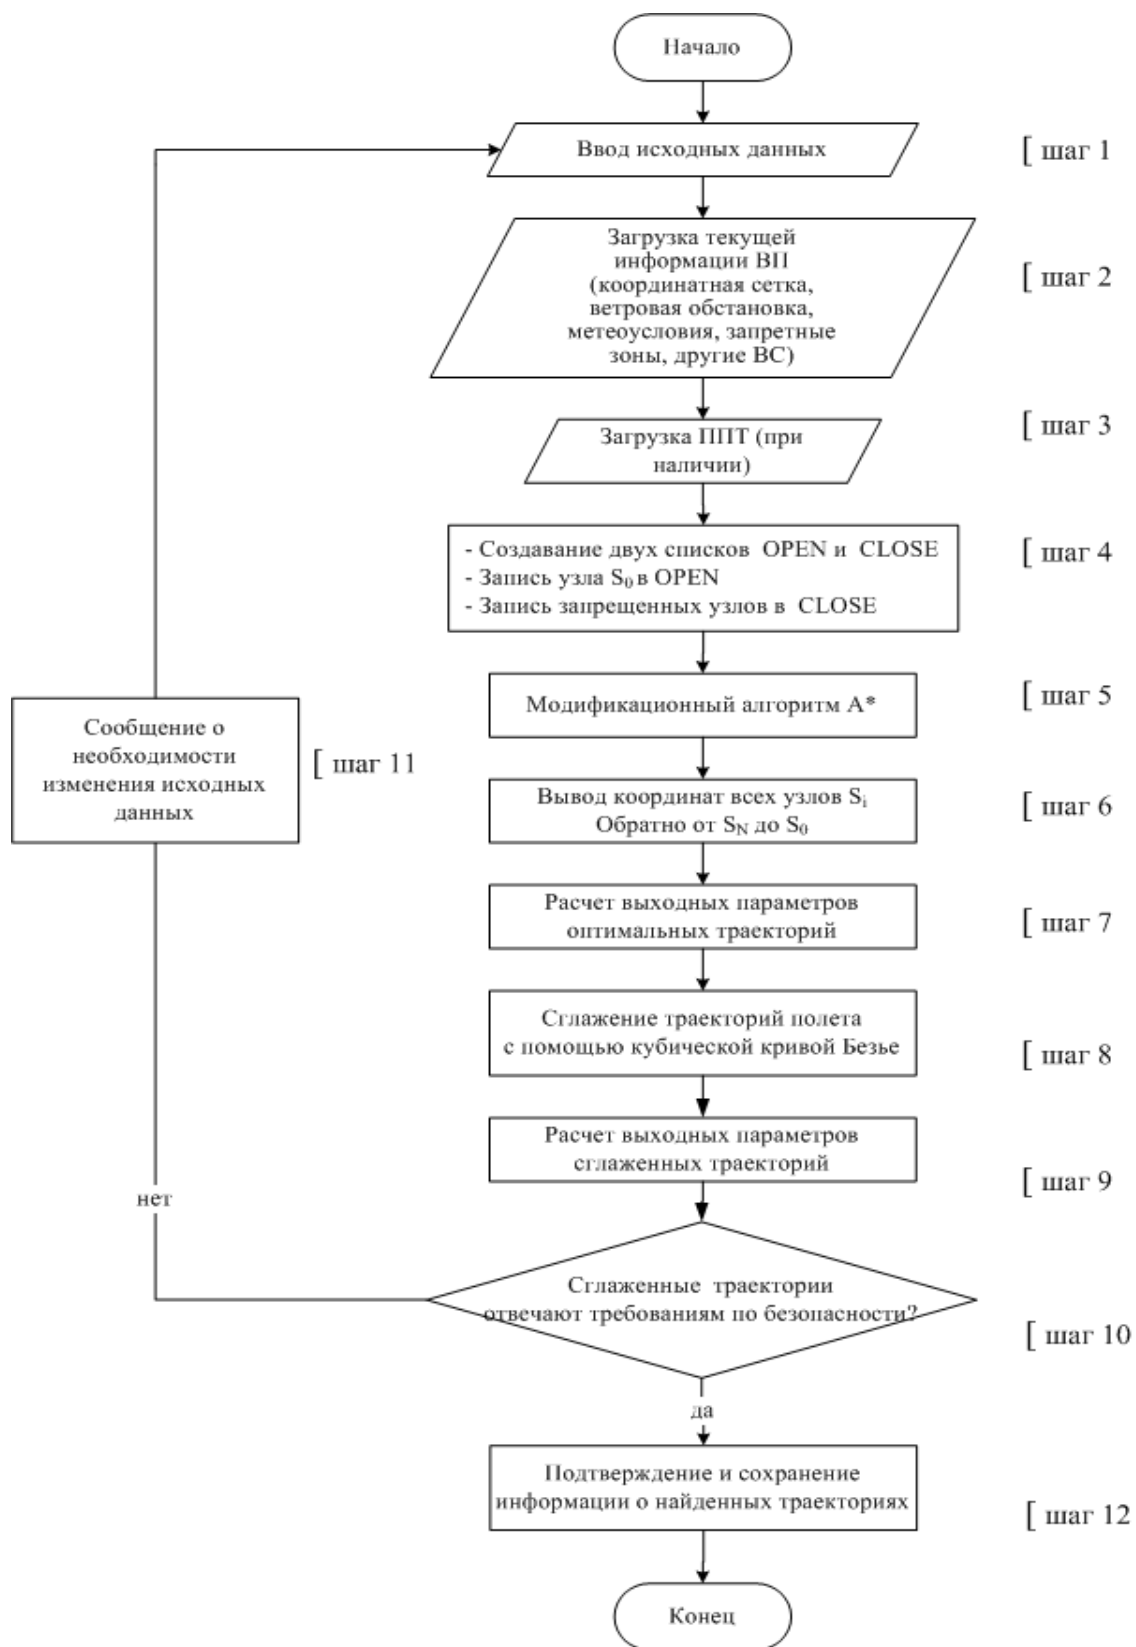 Начало
Ввод исходных данных
[ шаг 1
Загрузка текущей
информации ВП
(координатная сетка,
ветровая обстановка,
метеоусловия, запретные
зоны, другие ВС)
[ шаг 2
Загрузка ППТ (при
наличии)
[ шаг 3
- Создавание двух списков OPEN и CLOSE
- Запись узла S₀ в OPEN
- Запись запрещенных узлов в CLOSE
[ шаг 4
Модификационный алгоритм А*
[ шаг 5
Сообщение о
необходимости
изменения исходных
данных
[ шаг 11
Вывод координат всех узлов Sᵢ
Обратно от S_N до S₀
[ шаг 6
Расчет выходных параметров
оптимальных траекторий
[ шаг 7
Сглажение траекторий полета
с помощью кубической кривой Безье
[ шаг 8
Расчет выходных параметров
сглаженных траекторий
[ шаг 9
нет
Сглаженные траектории
отвечают требованиям по безопасности?
[ шаг 10
да
Подтверждение и сохранение
информации о найденных траекториях
[ шаг 12
Конец